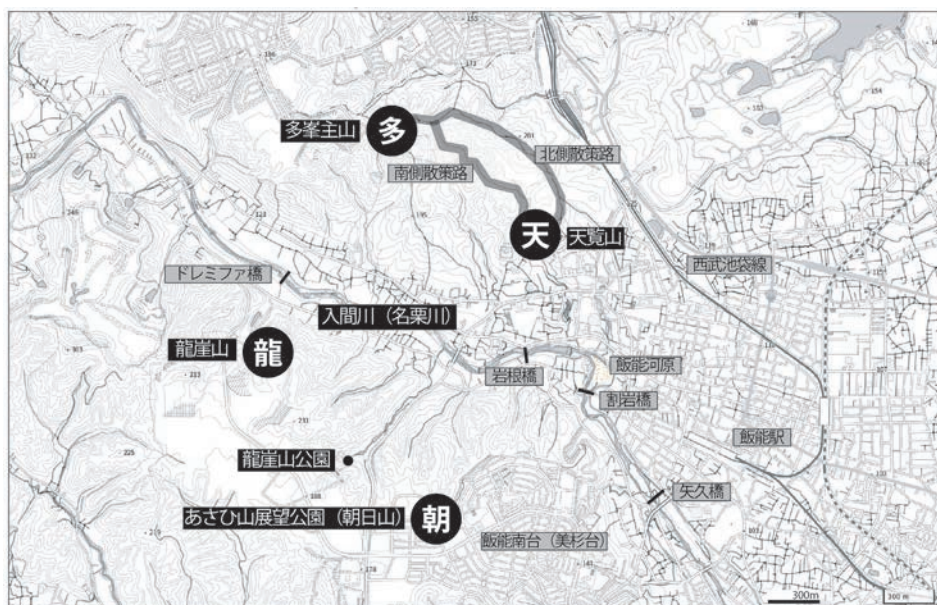 多峯主山
多
北側散策路
南側散策路
天
天覧山
西武池袋線
ドレミファ橋
入間川（名栗川）
龍崖山
龍
岩根橋
飯能河原
割岩橋
飯能駅
龍崖山公園
矢久橋
あさひ山展望公園（朝日山）
朝
飯能南台（美杉台）
300m
300 m